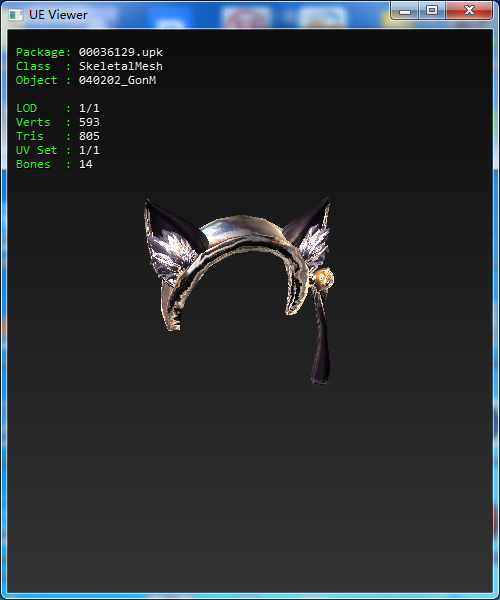 UE Viewer
Package: 00036129.upk
Class : SkeletalMesh
Object : 040202_GonM
LOD : 1/1
Verts : 593
Tris : 805
UV Set : 1/1
Bones : 14